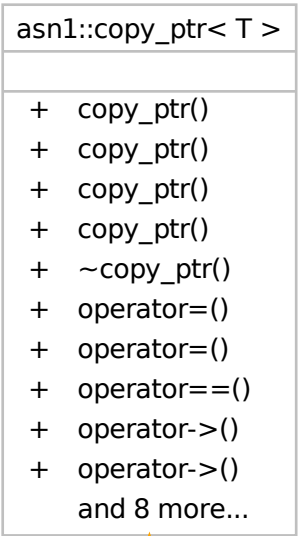 asn1::copy_ptr< T >
+ copy_ptr()
+ copy_ptr()
+ copy_ptr()
+ copy_ptr()
+ ~copy_ptr()
+ operator=()
+ operator=()
+ operator==()
+ operator->()
+ operator->()
and 8 more...